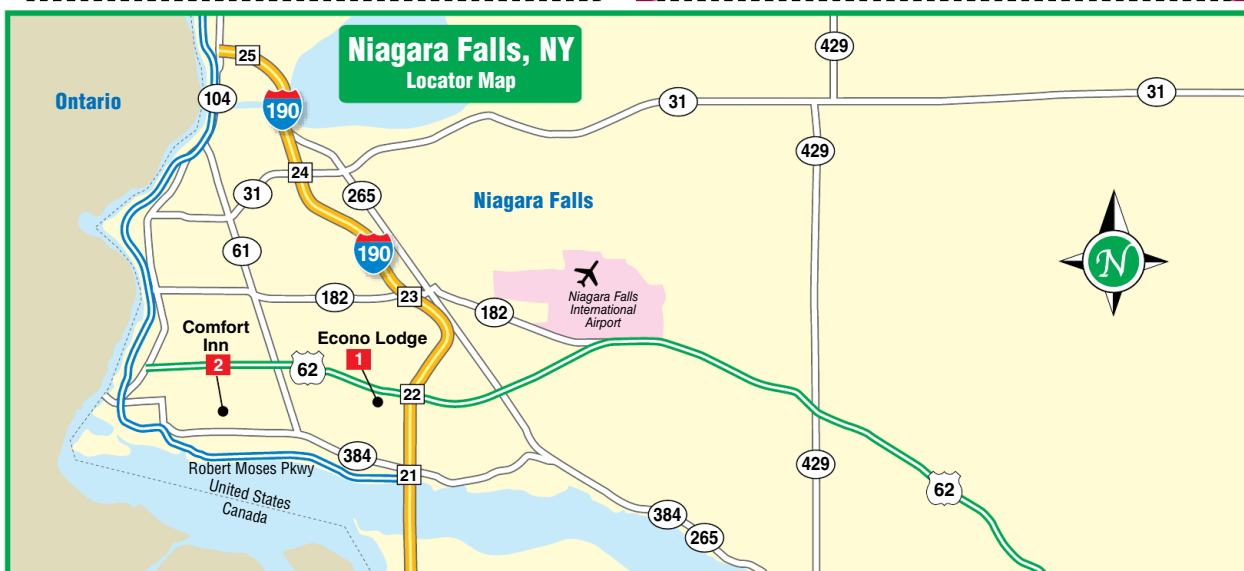 Niagara Falls, NY
Locator Map
25
429
Ontario
104
190
31
31
429
24
31
265
Niagara Falls
N
61
190
182
23
182
Niagara Falls
International
Airport
Comfort
Inn
2
Econo Lodge
1
62
22
384
21
Robert Moses Pkwy
United States
Canada
429
62
384
265